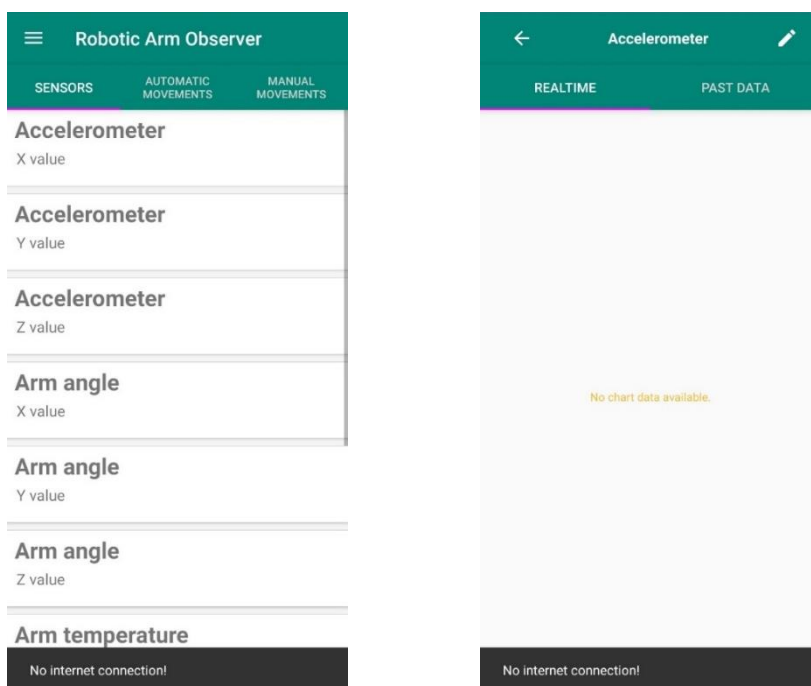 Robotic Arm Observer
SENSORS
AUTOMATIC
MOVEMENTS
MANUAL
MOVEMENTS
Accelerometer
X value
Accelerometer
Y value
Accelerometer
Z value
Arm angle
X value
Arm angle
Y value
Arm angle
Z value
Arm temperature
No internet connection!
Accelerometer
REALTIME
PAST DATA
No chart data available.
No internet connection!